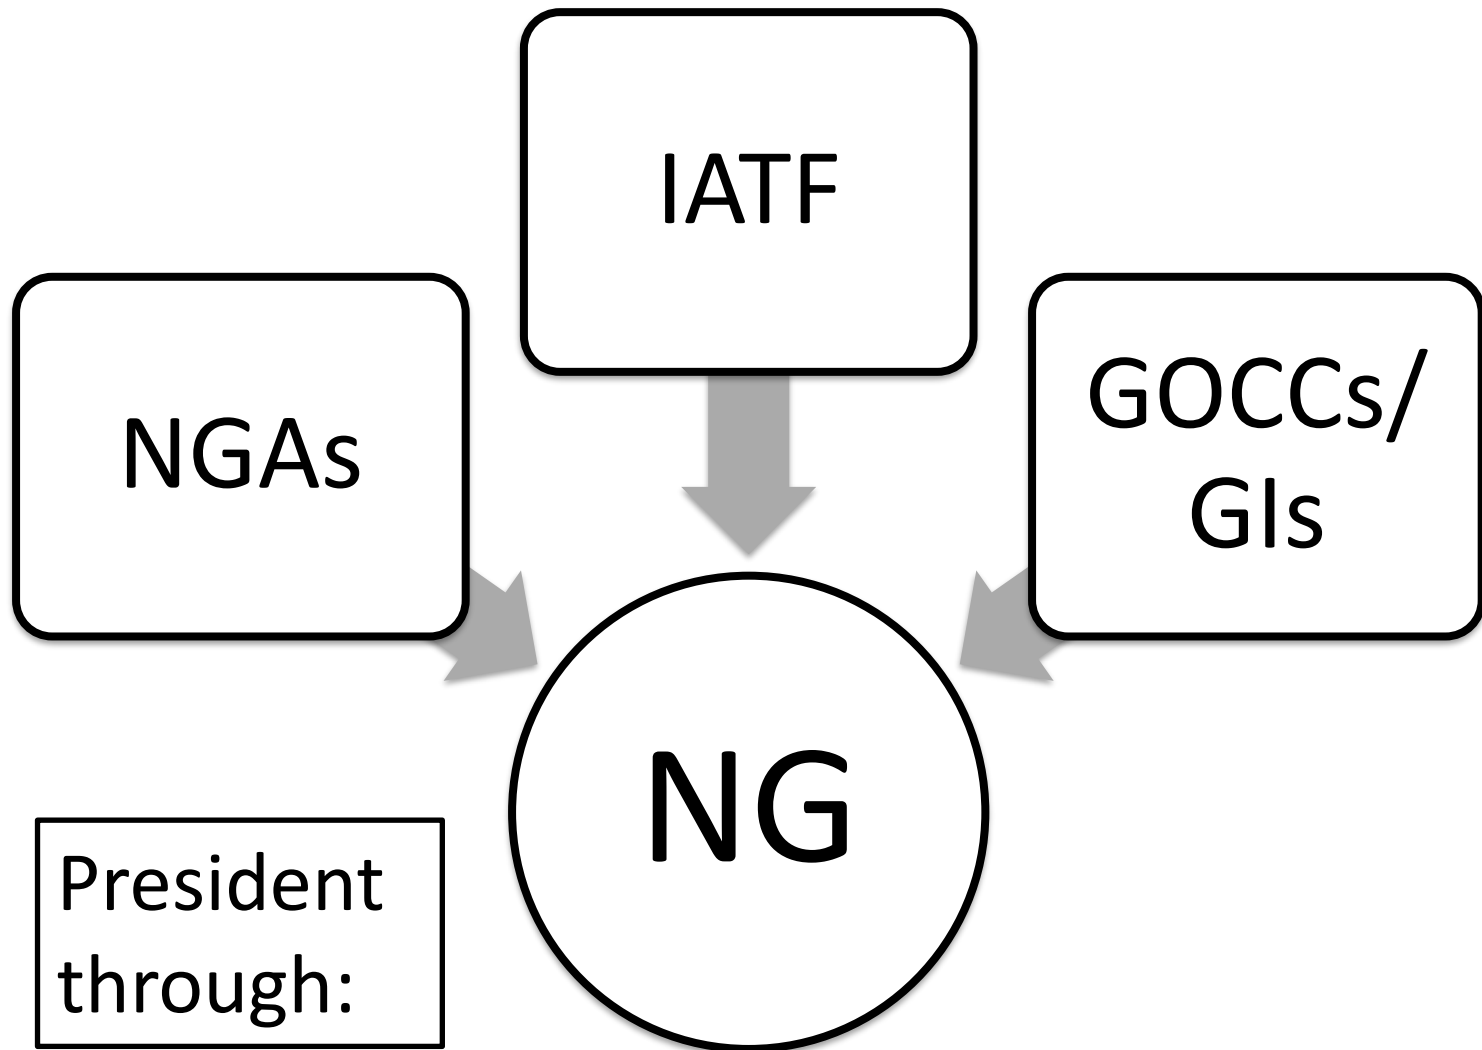 IATF
NGAs
GOCCs/
GIs
NG
President
through: